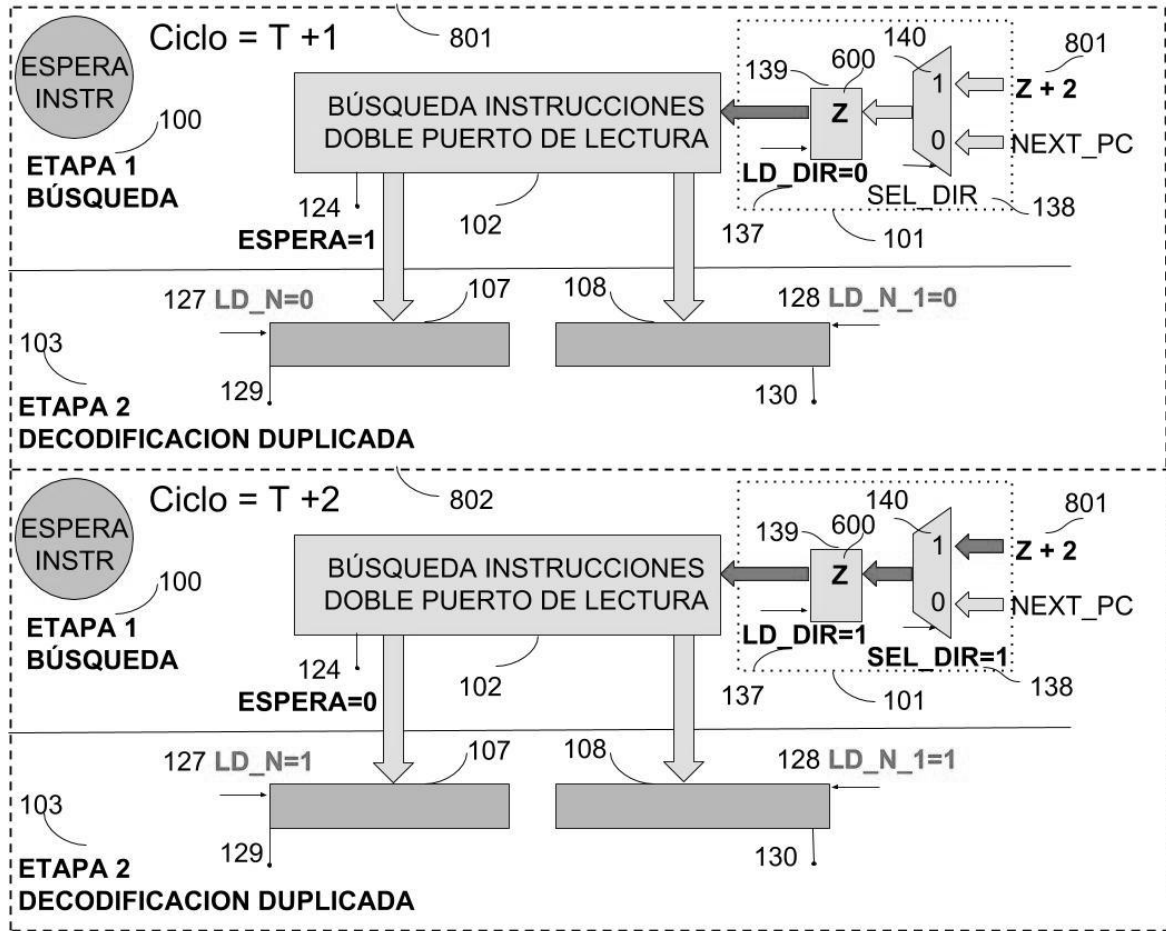 Ciclo = T +1
801
ESPERA
INSTR
100
ETAPA 1
BÚSQUEDA
BÚSQUEDA INSTRUCCIONES
DOBLE PUERTO DE LECTURA
139
600
140
801
Z
1
Z + 2
0
NEXT_PC
LD_DIR=0
SEL_DIR
124
ESPERA=1
102
137
101
138
127 LD_N=0
107
108
128 LD_N_1=0
103
129
130
ETAPA 2
DECODIFICACION DUPLICADA
Ciclo = T +2
802
ESPERA
INSTR
100
ETAPA 1
BÚSQUEDA
BÚSQUEDA INSTRUCCIONES
DOBLE PUERTO DE LECTURA
139
600
140
801
Z
1
Z + 2
0
NEXT_PC
LD_DIR=1
SEL_DIR=1
124
ESPERA=0
102
137
101
138
127 LD_N=1
107
108
128 LD_N_1=1
103
129
130
ETAPA 2
DECODIFICACION DUPLICADA